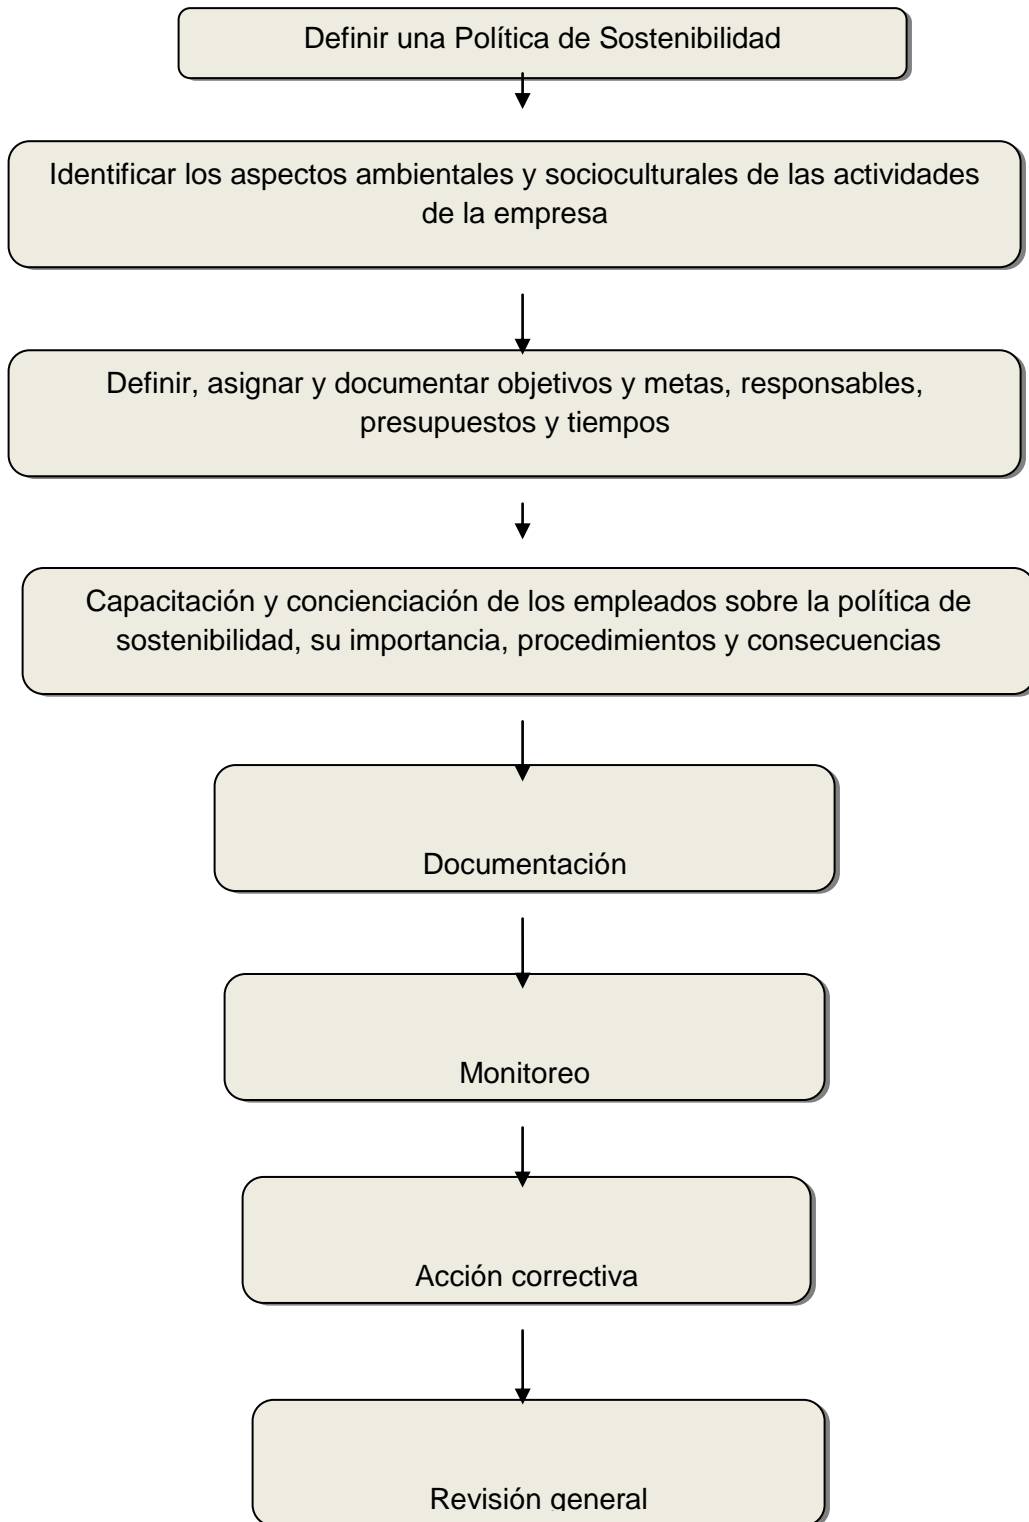 Definir una Política de Sostenibilidad
Identificar los aspectos ambientales y socioculturales de las actividades
de la empresa
Definir, asignar y documentar objetivos y metas, responsables,
presupuestos y tiempos
Capacitación y concienciación de los empleados sobre la política de
sostenibilidad, su importancia, procedimientos y consecuencias
Documentación
Monitoreo
Acción correctiva
Revisión general